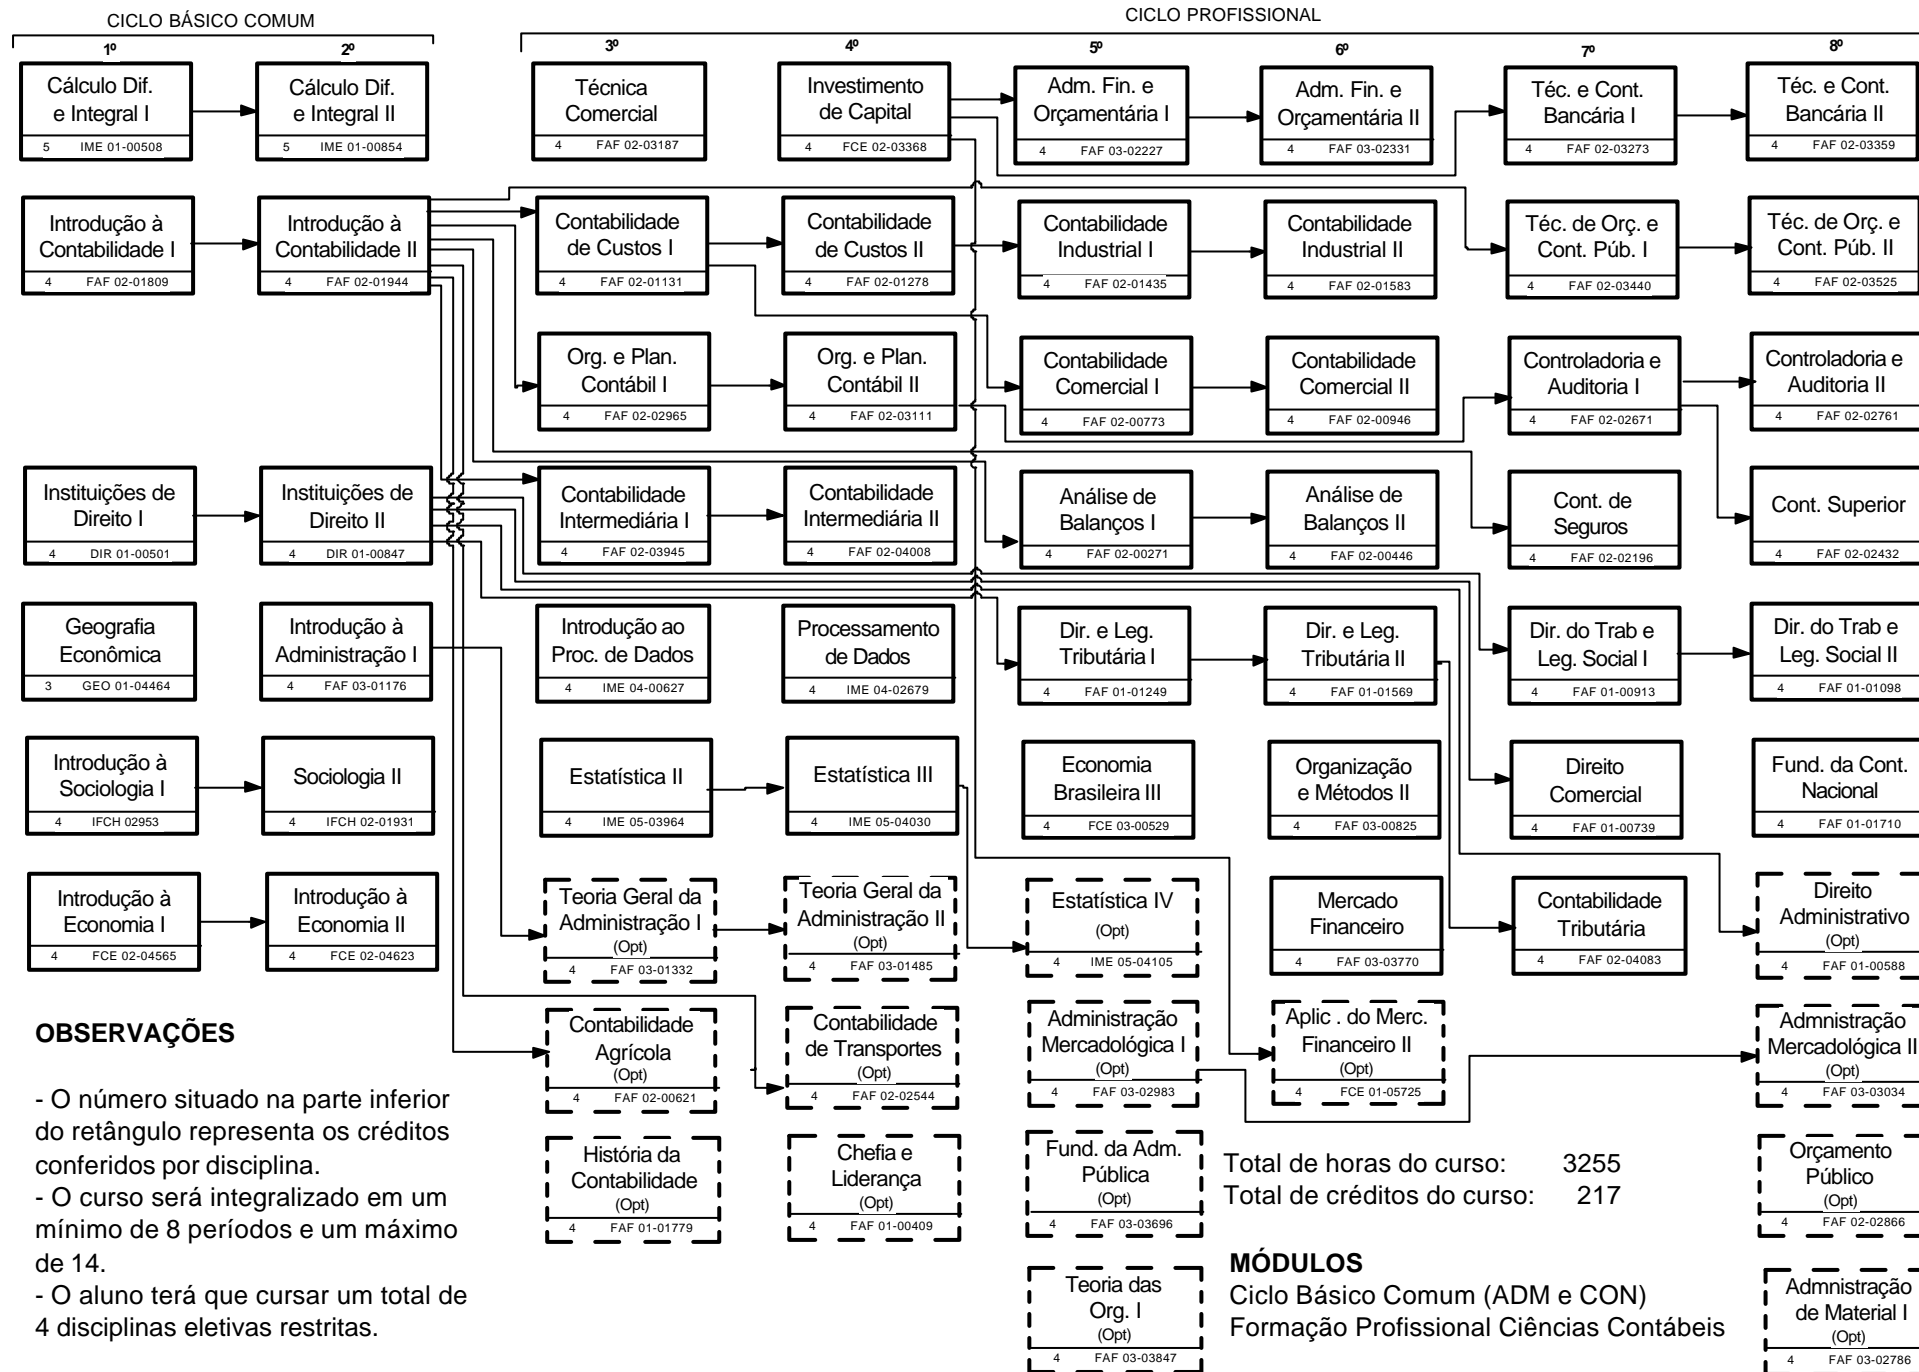 CICLO BÁSICO COMUM
CICLO PROFISSIONAL
1º
2º
3º
4º
5º
6º
7º
8º
Cálculo Dif.
e Integral I
5 IME 01-00508
Cálculo Dif.
e Integral II
5 IME 01-00854
Técnica
Comercial
4 FAF 02-03187
Investimento
de Capital
4 FCE 02-03368
Adm. Fin. e
Orçamentária I
4 FAF 03-02227
Adm. Fin. e
Orçamentária II
4 FAF 03-02331
Téc. e Cont.
Bancária I
4 FAF 02-03273
Téc. e Cont.
Bancária II
4 FAF 02-03359
Introdução à
Contabilidade I
4 FAF 02-01809
Introdução à
Contabilidade II
4 FAF 02-01944
Contabilidade
de Custos I
4 FAF 02-01131
Contabilidade
de Custos II
4 FAF 02-01278
Contabilidade
Industrial I
4 FAF 02-01435
Contabilidade
Industrial II
4 FAF 02-01583
Téc. de Orç. e
Cont. Púb. I
4 FAF 02-03440
Téc. de Orç. e
Cont. Púb. II
4 FAF 02-03525
Org. e Plan.
Contábil I
4 FAF 02-02965
Org. e Plan.
Contábil II
4 FAF 02-03111
Contabilidade
Comercial I
4 FAF 02-00773
Contabilidade
Comercial II
4 FAF 02-00946
Controladoria e
Auditoria I
4 FAF 02-02671
Controladoria e
Auditoria II
4 FAF 02-02761
Instituições de
Direito I
4 DIR 01-00501
Instituições de
Direito II
4 DIR 01-00847
Contabilidade
Intermediária I
4 FAF 02-03945
Contabilidade
Intermediária II
4 FAF 02-04008
Análise de
Balanços I
4 FAF 02-00271
Análise de
Balanços II
4 FAF 02-00446
Cont. de
Seguros
4 FAF 02-02196
Cont. Superior
4 FAF 02-02432
Geografia
Econômica
3 GEO 01-04464
Introdução à
Administração I
4 FAF 03-01176
Introdução ao
Proc. de Dados
4 IME 04-00627
Processamento
de Dados
4 IME 04-02679
Dir. e Leg.
Tributária I
4 FAF 01-01249
Dir. e Leg.
Tributária II
4 FAF 01-01569
Dir. do Trab e
Leg. Social I
4 FAF 01-00913
Dir. do Trab e
Leg. Social II
4 FAF 01-01098
Introdução à
Sociologia I
4 IFCH 02953
Sociologia II
4 IFCH 02-01931
Estatística II
4 IME 05-03964
Estatística III
4 IME 05-04030
Economia
Brasileira III
4 FCE 03-00529
Organização
e Métodos II
4 FAF 03-00825
Direito
Comercial
4 FAF 01-00739
Fund. da Cont.
Nacional
4 FAF 01-01710
Introdução à
Economia I
4 FCE 02-04565
Introdução à
Economia II
4 FCE 02-04623
Teoria Geral da
Administração I
(Opt)
4 FAF 03-01332
Teoria Geral da
Administração II
(Opt)
4 FAF 03-01485
Estatística IV
(Opt)
4 IME 05-04105
Mercado
Financeiro
4 FAF 03-03770
Contabilidade
Tributária
4 FAF 02-04083
Direito
Administrativo
(Opt)
4 FAF 01-00588
Contabilidade
Agrícola
(Opt)
4 FAF 02-00621
Contabilidade
de Transportes
(Opt)
4 FAF 02-02544
Administração
Mercadológica I
(Opt)
4 FAF 03-02983
Aplic . do Merc.
Financeiro II
(Opt)
4 FCE 01-05725
Admnistração
Mercadológica II
(Opt)
4 FAF 03-03034
História da
Contabilidade
(Opt)
4 FAF 01-01779
Chefia e
Liderança
(Opt)
4 FAF 01-00409
Fund. da Adm.
Pública
(Opt)
4 FAF 03-03696
Orçamento
Público
(Opt)
4 FAF 02-02866
Teoria das
Org. I
(Opt)
4 FAF 03-03847
Admnistração
de Material I
(Opt)
4 FAF 03-02786
OBSERVAÇÕES
- O número situado na parte inferior
do retângulo representa os créditos
conferidos por disciplina.
- O curso será integralizado em um
mínimo de 8 períodos e um máximo
de 14.
- O aluno terá que cursar um total de
4 disciplinas eletivas restritas.
Total de horas do curso: 3255
Total de créditos do curso: 217
MÓDULOS
Ciclo Básico Comum (ADM e CON)
Formação Profissional Ciências Contábeis